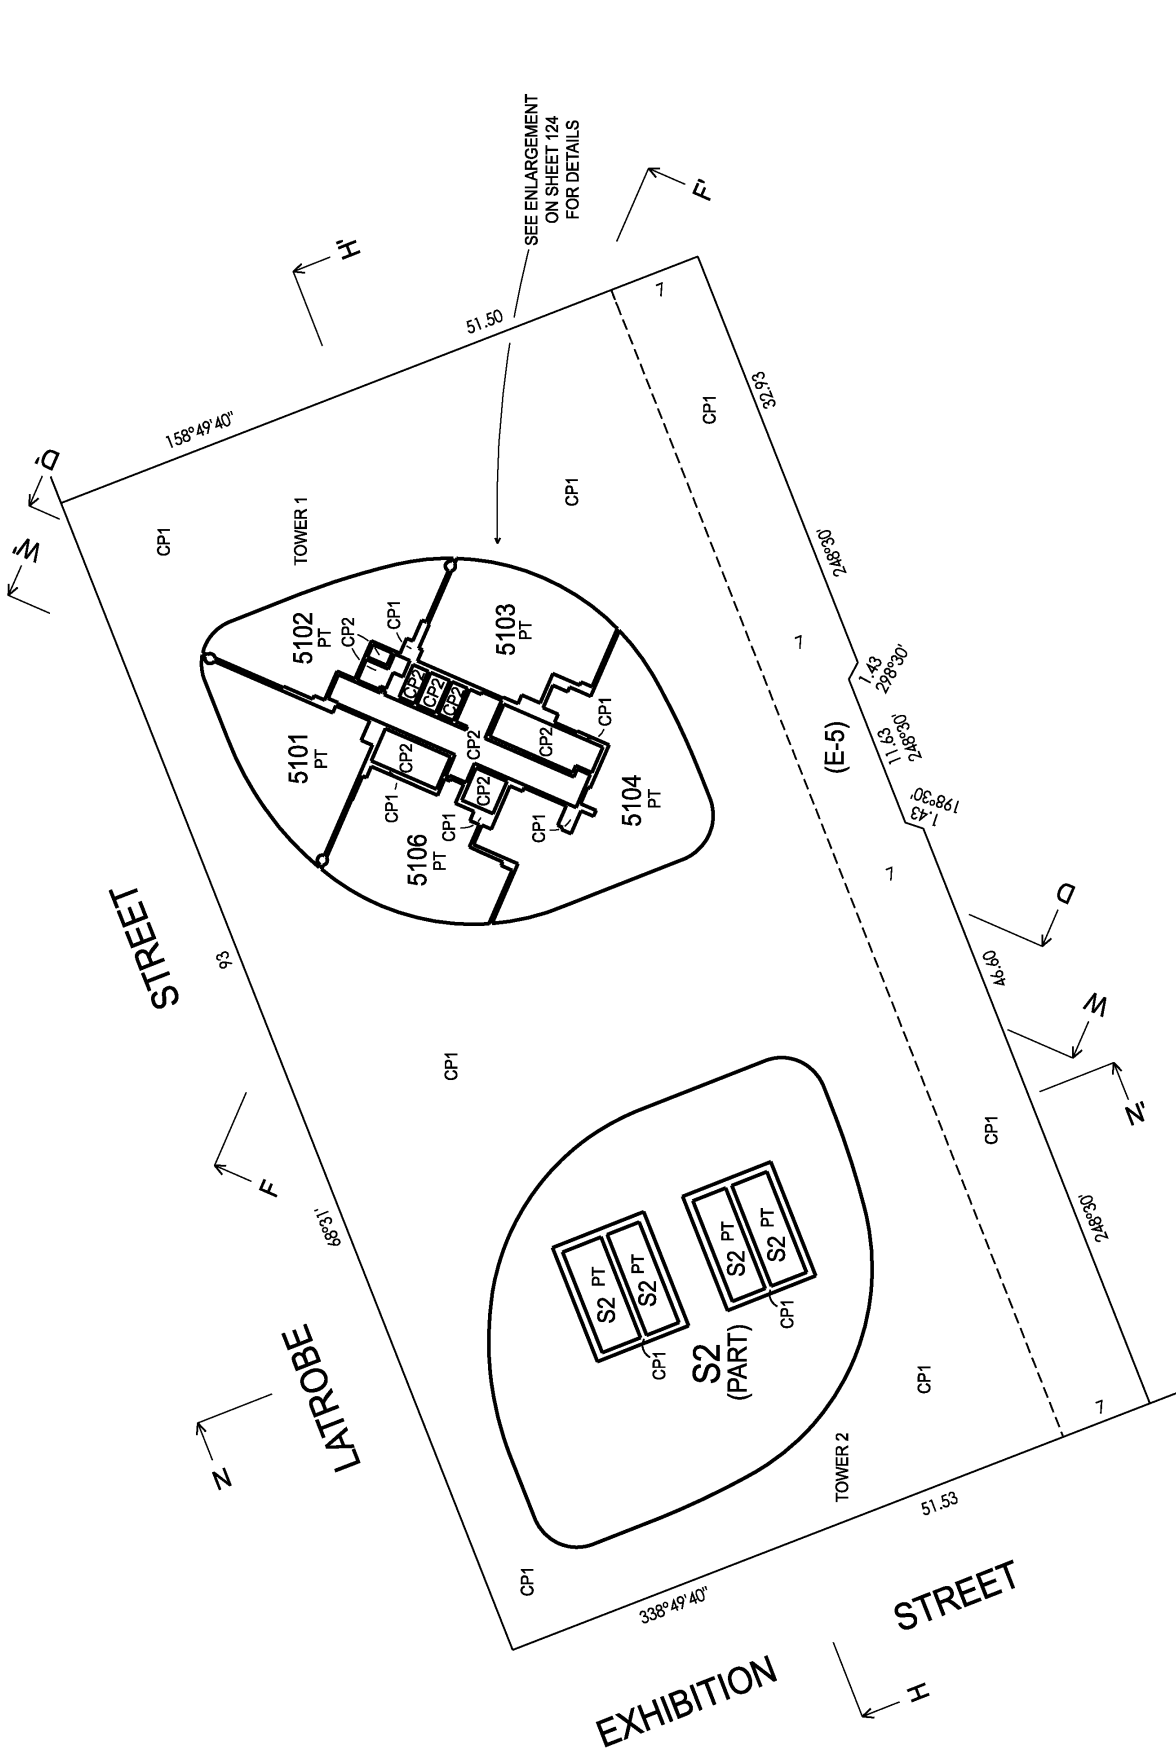 SEE ENLARGEMENT
ON SHEET 124
FOR DETAILS
F'
H'
7
51.50
CP1
32.93
158°49'40"
D'
W'
CP1
TOWER 1
CP1
248°30'
5102
PT
CP2
CP1
5103
PT
7
1.43
298°30'
CP2
CP2
CP2
CP1
5101
PT
CP2
CP2
CP2
(E-5)
11.63
248°30'
CP1
CP2
5104
PT
1.43
198°30'
CP1
CP1
5106
PT
7
D
STREET
93
46.60
W
CP1
N'
CP1
F
68°31'
248°30'
S2 PT
S2 PT
S2 PT
S2 PT
CP1
CP1
S2
(PART)
LATROBE
N
CP1
7
TOWER 2
51.53
CP1
338°49'40"
STREET
EXHIBITION
H